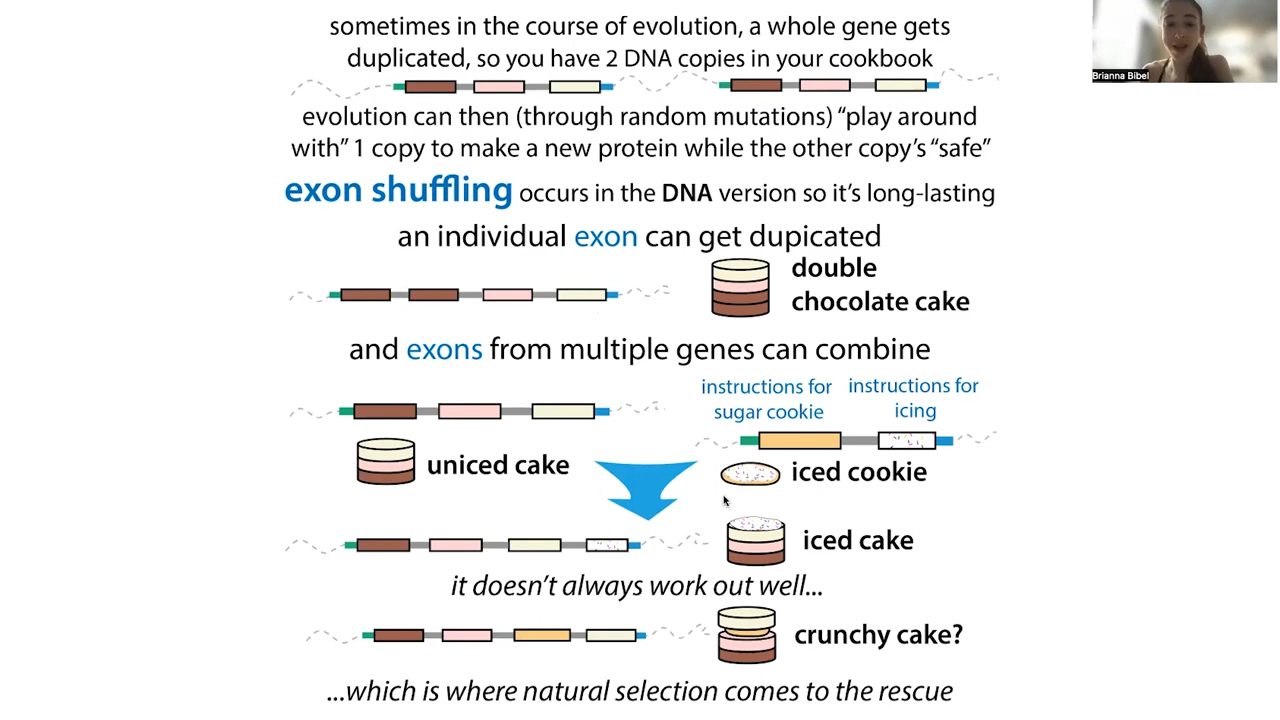 sometimes in the course of evolution, a whole gene gets
duplicated, so you have 2 DNA copies in your cookbook
evolution can then (through random mutations) “play around
with” 1 copy to make a new protein while the other copy’s “safe”
exon shuffling occurs in the DNA version so it’s long-lasting
an individual exon can get dupicated
double
chocolate cake
and exons from multiple genes can combine
instructions for
sugar cookie
instructions for
icing
uniced cake
iced cookie
iced cake
it doesn’t always work out well...
crunchy cake?
...which is where natural selection comes to the rescue
Brianna Bibel